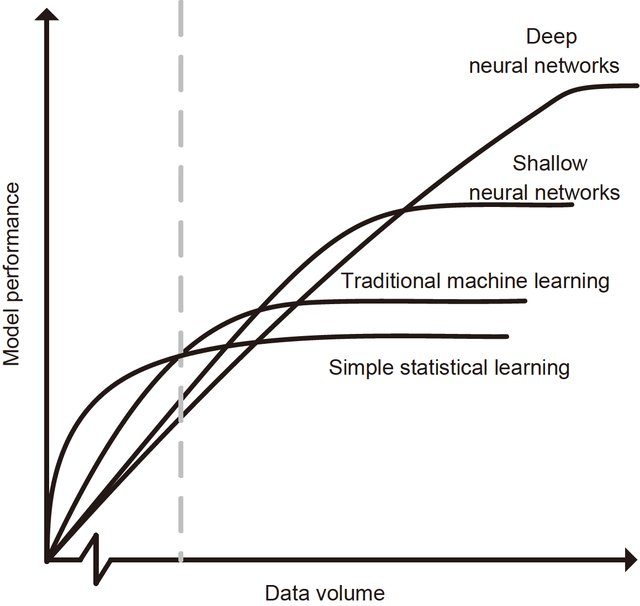 Deep
neural networks
Shallow
neural networks
Traditional machine learning
Simple statistical learning
Model performance
Data volume